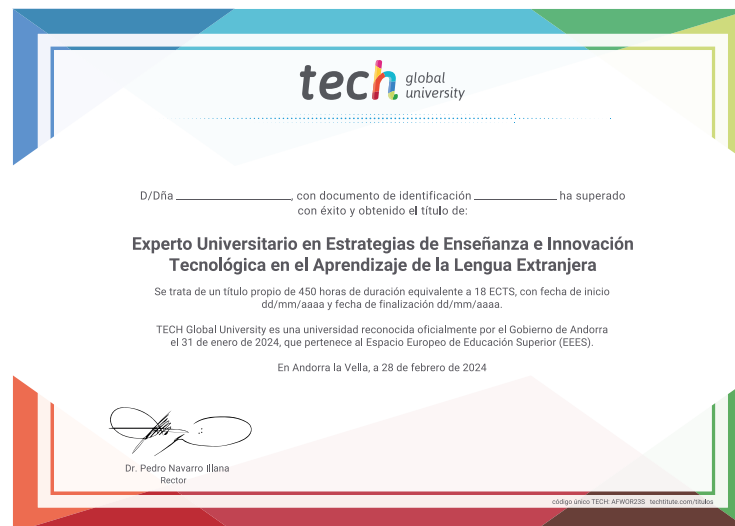 tech global
university
D/Dña ____________________, con documento de identificación ______________ ha superado
con éxito y obtenido el título de:
Experto Universitario en Estrategias de Enseñanza e Innovación
Tecnológica en el Aprendizaje de la Lengua Extranjera
Se trata de un título propio de 450 horas de duración equivalente a 18 ECTS, con fecha de inicio
dd/mm/aaaa y fecha de finalización dd/mm/aaaa.
TECH Global University es una universidad reconocida oficialmente por el Gobierno de Andorra
el 31 de enero de 2024, que pertenece al Espacio Europeo de Educación Superior (EEES).
En Andorra la Vella, a 28 de febrero de 2024
Dr. Pedro Navarro Illana
Rector
código único TECH: AFWOR23S techtitute.com/titulos